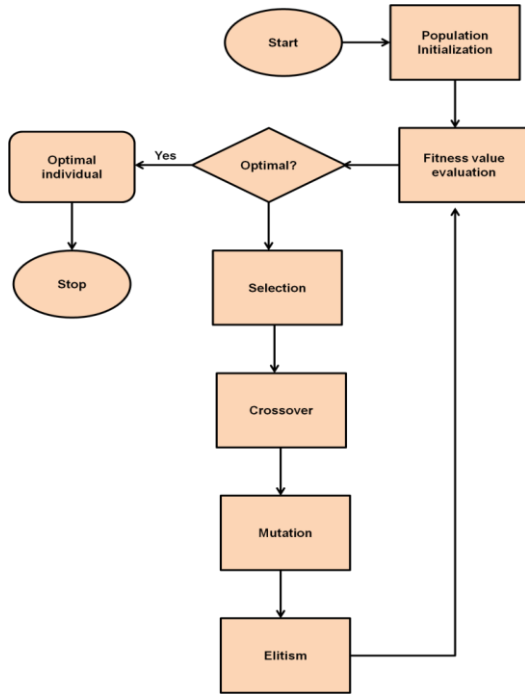 Start
Population
Initialization
Fitness value
evaluation
Optimal?
Yes
Optimal
individual
Stop
Selection
Crossover
Mutation
Elitism